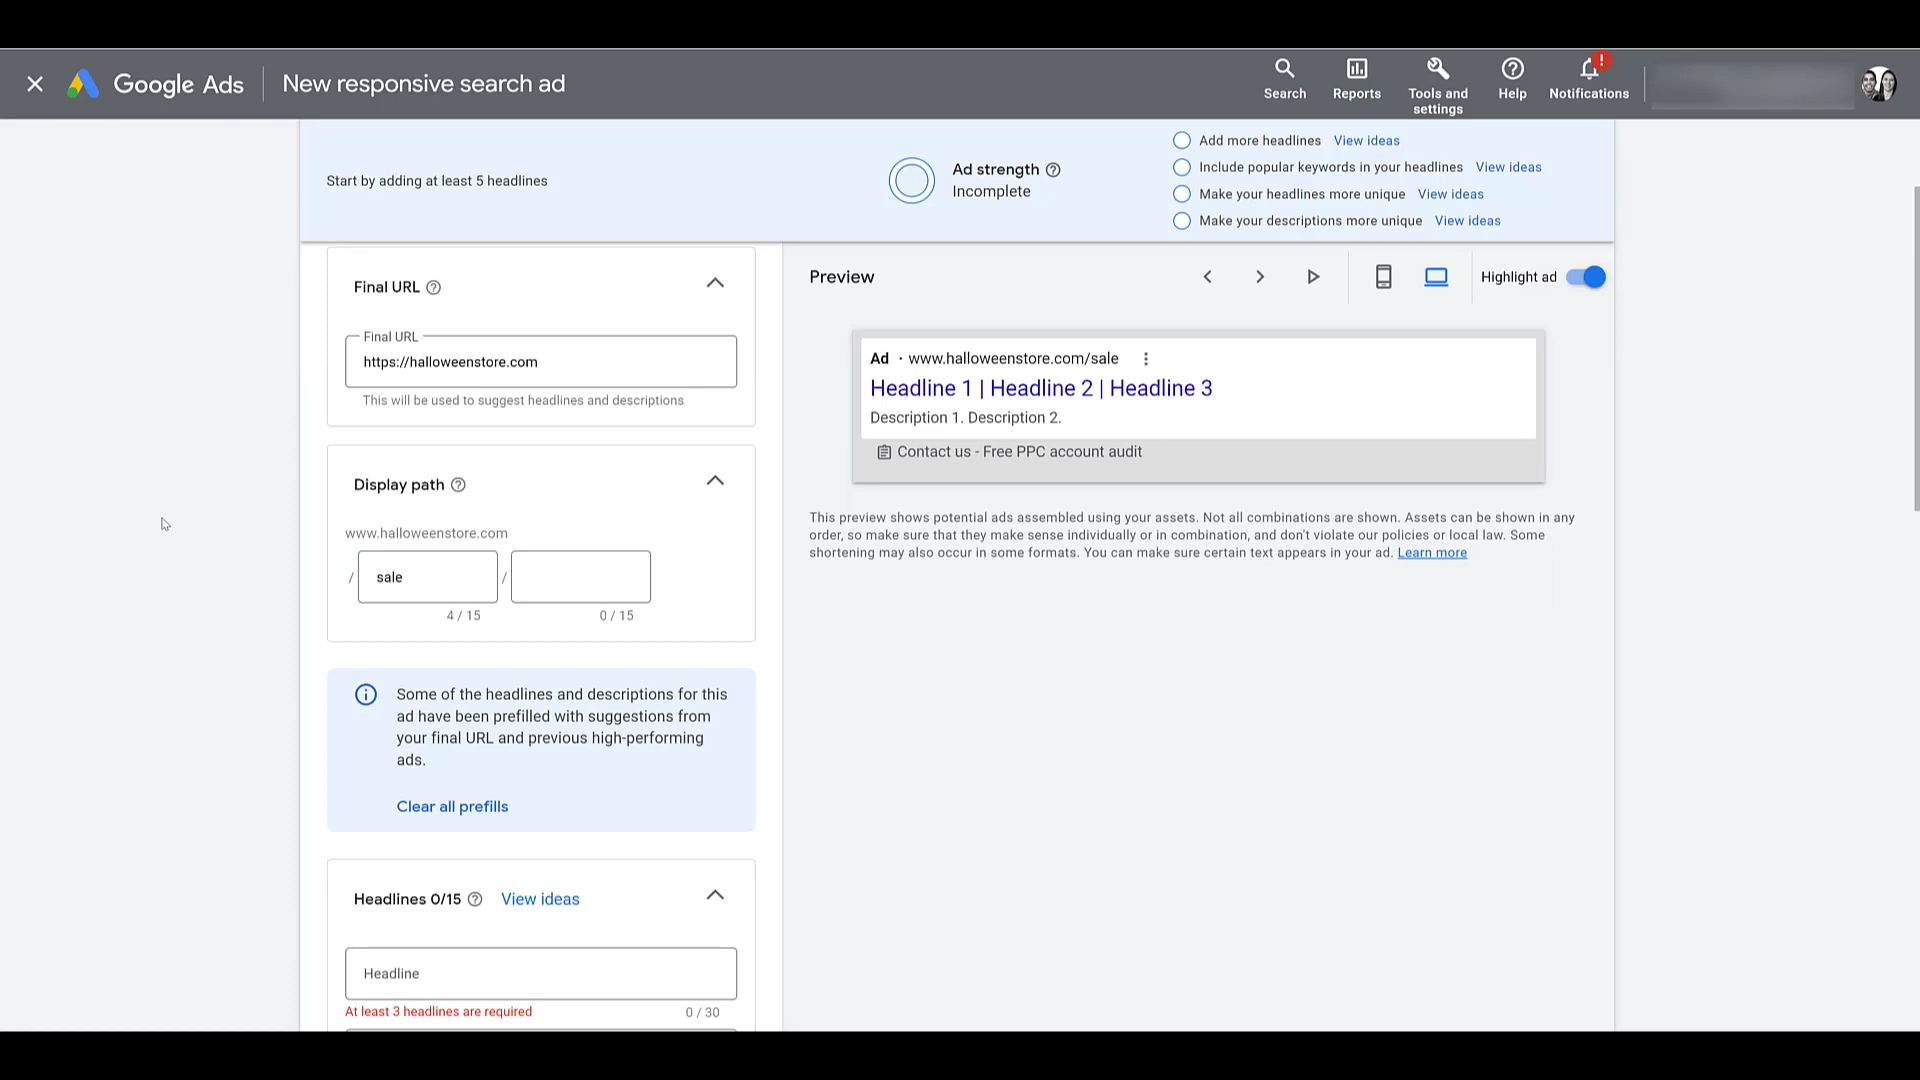 Google Ads
New responsive search ad
Search
Reports
Tools and
settings
Help
!
Notifications
Start by adding at least 5 headlines
Ad strength
Incomplete
Add more headlines View ideas
Include popular keywords in your headlines View ideas
Make your headlines more unique View ideas
Make your descriptions more unique View ideas
Final URL
Final URL
https://halloweenstore.com
This will be used to suggest headlines and descriptions
Display path
www.halloweenstore.com
/ sale /
4 / 15 0 / 15
Some of the headlines and descriptions for this
ad have been prefilled with suggestions from
your final URL and previous high-performing
ads.
Clear all prefills
Headlines 0/15 View ideas
Headline
At least 3 headlines are required 0 / 30
Preview
Highlight ad
Ad · www.halloweenstore.com/sale
Headline 1 | Headline 2 | Headline 3
Description 1. Description 2.
Contact us - Free PPC account audit
This preview shows potential ads assembled using your assets. Not all combinations are shown. Assets can be shown in any
order, so make sure that they make sense individually or in combination, and don't violate our policies or local law. Some
shortening may also occur in some formats. You can make sure certain text appears in your ad. Learn more